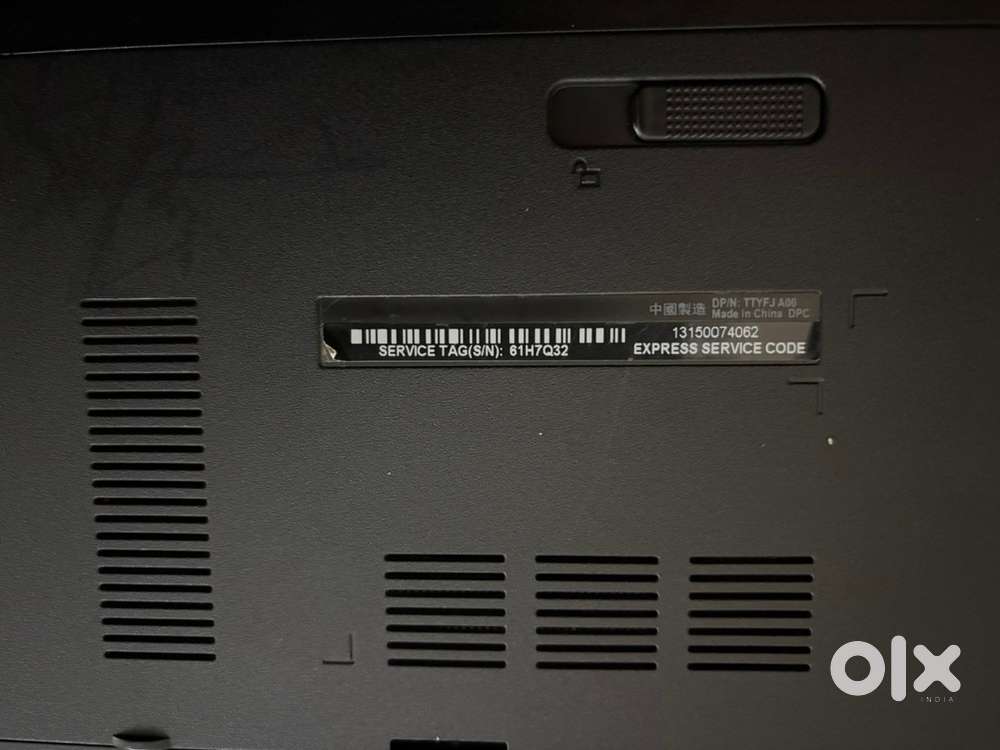 中國製造 DP/N: TTYFJ A00
Made in China DPC
13150074062
SERVICE TAG(S/N): 61H7Q32 EXPRESS SERVICE CODE
olx
INDIA